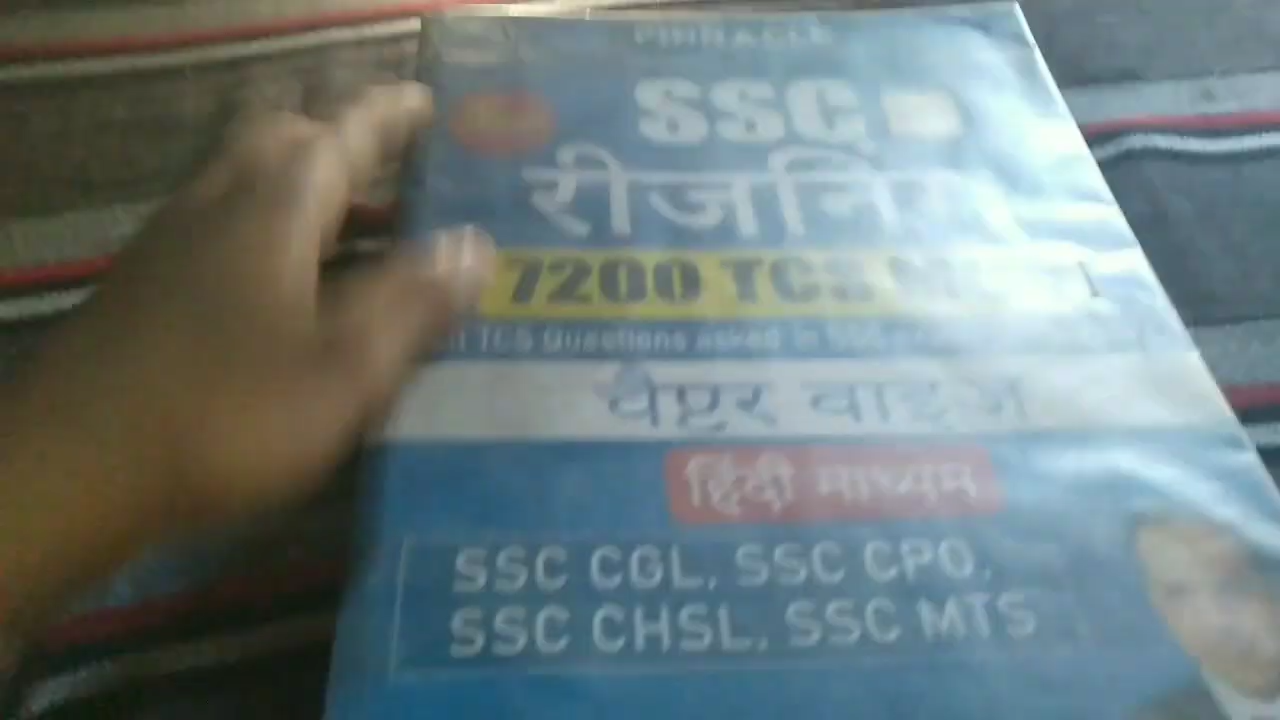 PINNACLE
SSC
रीजनिंग
7200 TCS
TCS Questions asked in SSC
चैप्टर वाइज
हिंदी माध्यम
SSC CGL, SSC CPO,
SSC CHSL, SSC MTS